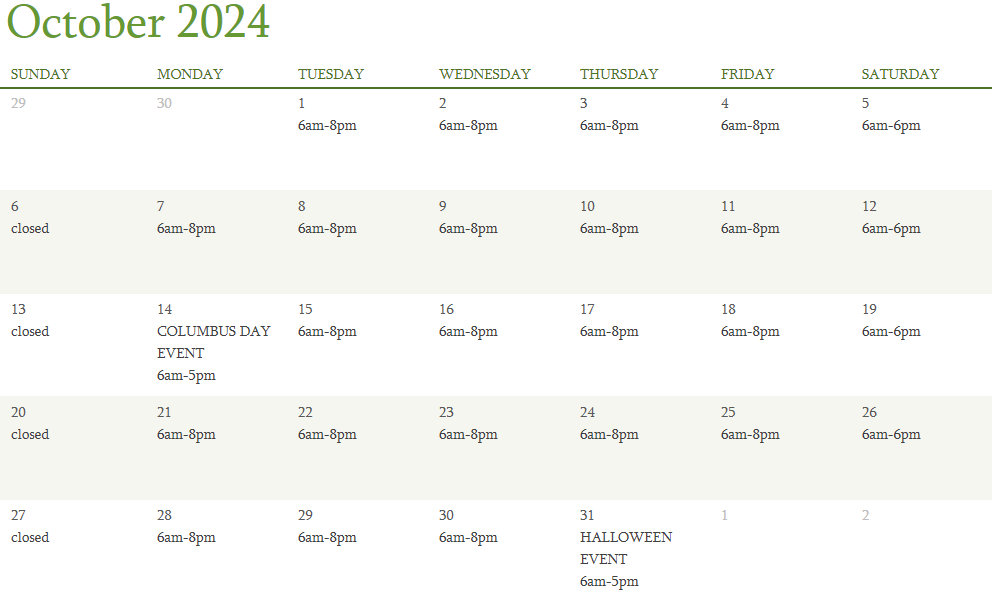 October 2024
SUNDAY MONDAY TUESDAY WEDNESDAY THURSDAY FRIDAY SATURDAY
29 30 1 2 3 4 5
6am-8pm 6am-8pm 6am-8pm 6am-8pm 6am-6pm
6 7 8 9 10 11 12
closed 6am-8pm 6am-8pm 6am-8pm 6am-8pm 6am-8pm 6am-6pm
13 14 15 16 17 18 19
closed COLUMBUS DAY 6am-8pm 6am-8pm 6am-8pm 6am-8pm 6am-6pm
EVENT
6am-5pm
20 21 22 23 24 25 26
closed 6am-8pm 6am-8pm 6am-8pm 6am-8pm 6am-8pm 6am-6pm
27 28 29 30 31 1 2
closed 6am-8pm 6am-8pm 6am-8pm HALLOWEEN
EVENT
6am-5pm